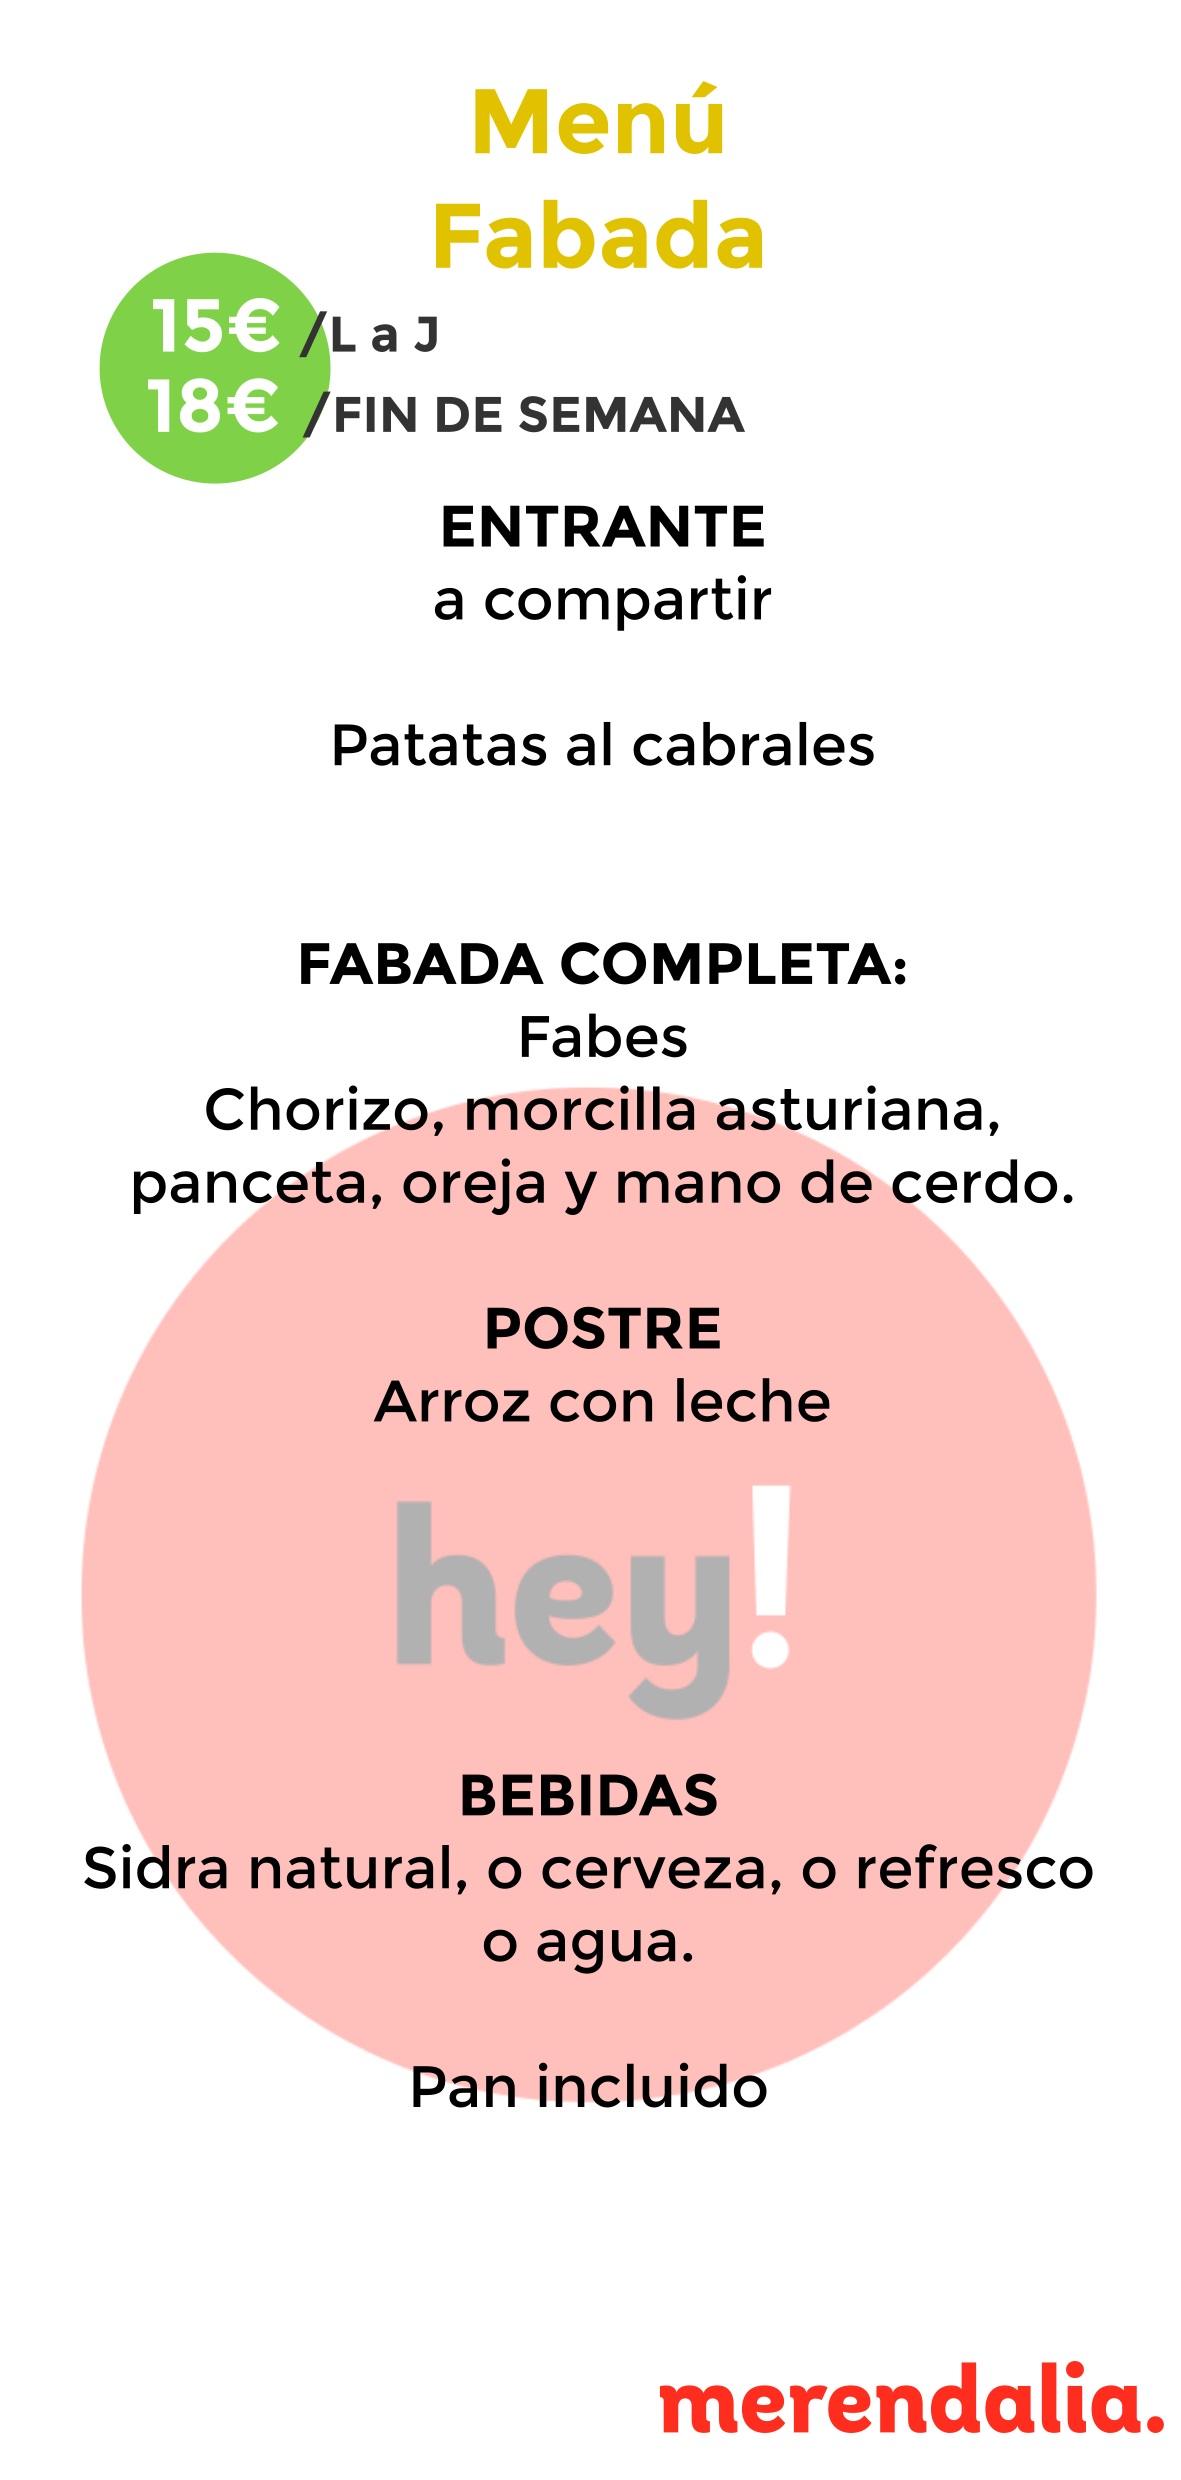 Menú
Fabada
15€ /L a J
18€ /FIN DE SEMANA
ENTRANTE
a compartir
Patatas al cabrales
FABADA COMPLETA:
Fabes
Chorizo, morcilla asturiana,
panceta, oreja y mano de cerdo.
POSTRE
Arroz con leche
hey!
BEBIDAS
Sidra natural, o cerveza, o refresco
o agua.
Pan incluido
merendalia.